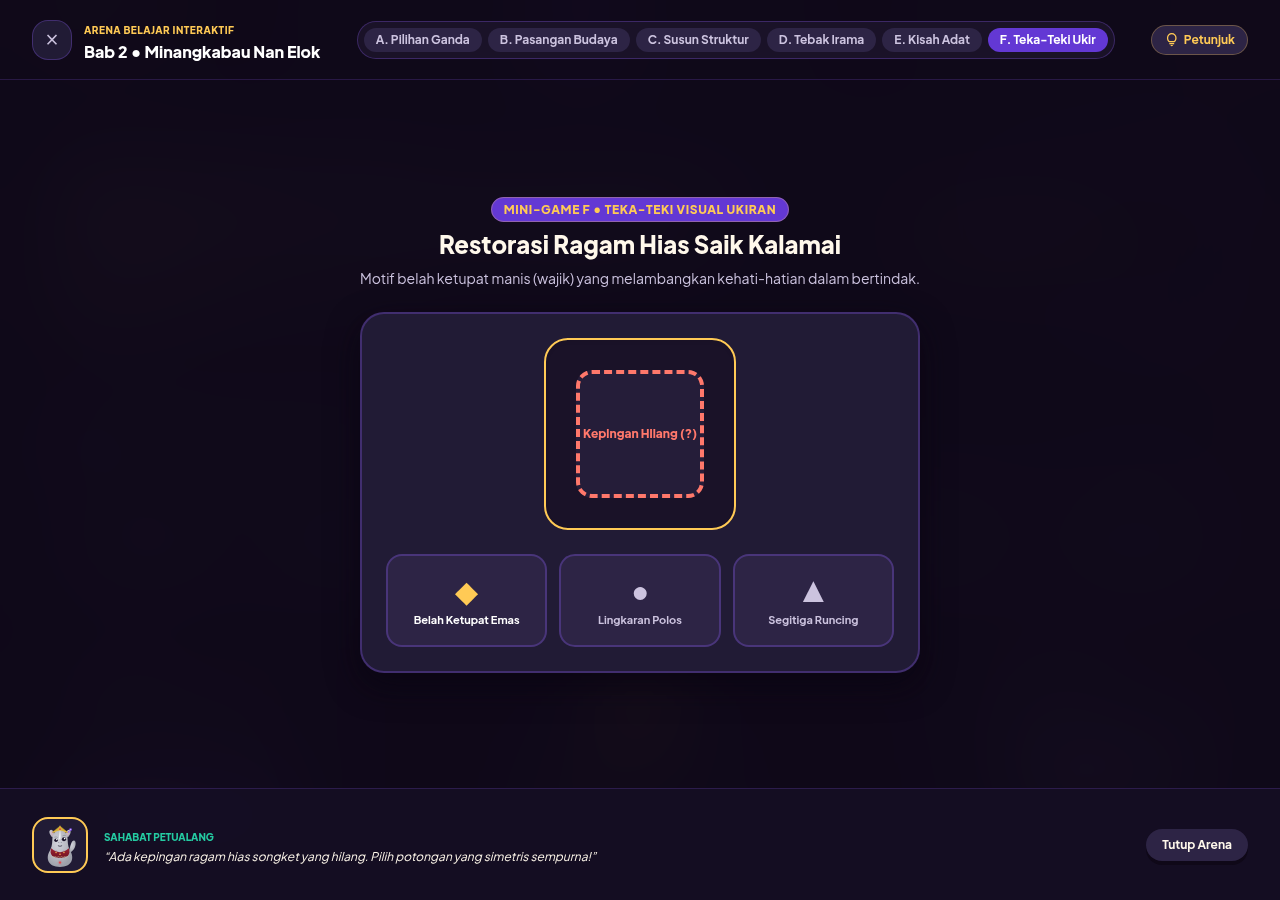 ARENA BELAJAR INTERAKTIF
Bab 2 • Minangkabau Nan Elok
A. Pilihan Ganda
B. Pasangan Budaya
C. Susun Struktur
D. Tebak Irama
E. Kisah Adat
F. Teka-Teki Ukir
Petunjuk
MINI-GAME F • TEKA-TEKI VISUAL UKIRAN
Restorasi Ragam Hias Saik Kalamai
Motif belah ketupat manis (wajik) yang melambangkan kehati-hatian dalam bertindak.
Kepingan Hilang (?)
Belah Ketupat Emas
Lingkaran Polos
Segitiga Runcing
SAHABAT PETUALANG
"Ada kepingan ragam hias songket yang hilang. Pilih potongan yang simetris sempurna!"
Tutup Arena